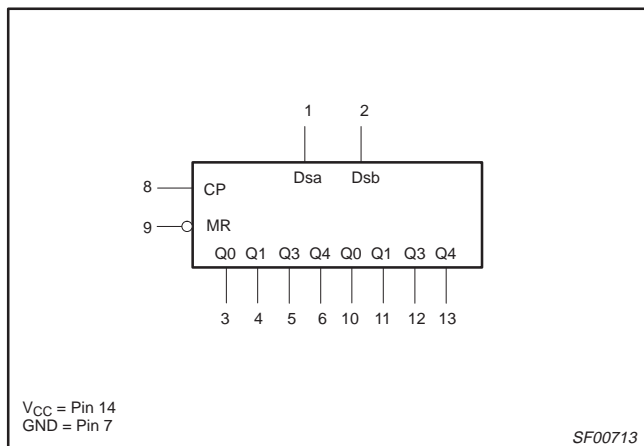 1 2
Dsa Dsb
8 CP
9 MR
Q0 Q1 Q3 Q4 Q0 Q1 Q3 Q4
3 4 5 6 10 11 12 13
VCC = Pin 14
GND = Pin 7
SF00713